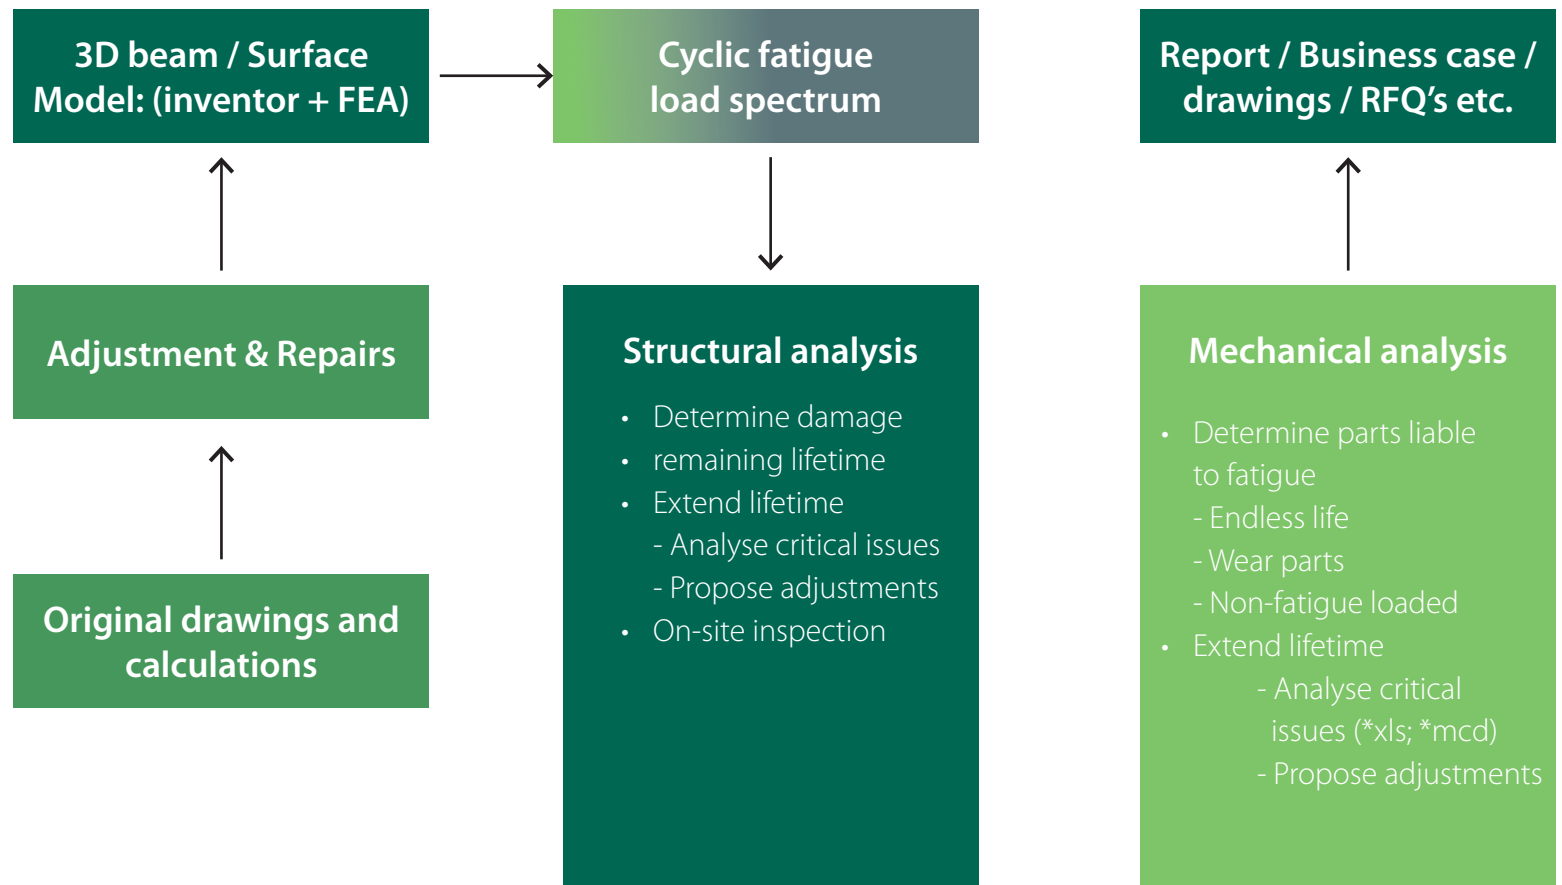 3D beam / Surface
Model: (inventor + FEA)
Cyclic fatigue
load spectrum
Report / Business case /
drawings / RFQ’s etc.
Adjustment & Repairs
Original drawings and
calculations
Structural analysis
• Determine damage
• remaining lifetime
• Extend lifetime
- Analyse critical issues
- Propose adjustments
• On-site inspection
Mechanical analysis
• Determine parts liable
to fatigue
- Endless life
- Wear parts
- Non-fatigue loaded
• Extend lifetime
- Analyse critical
issues (*xls; *mcd)
- Propose adjustments